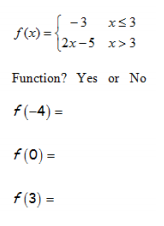 f(x) = { -3 x ≤ 3
2x - 5 x > 3
Function? Yes or No
f(-4) =
f(0) =
f(3) =